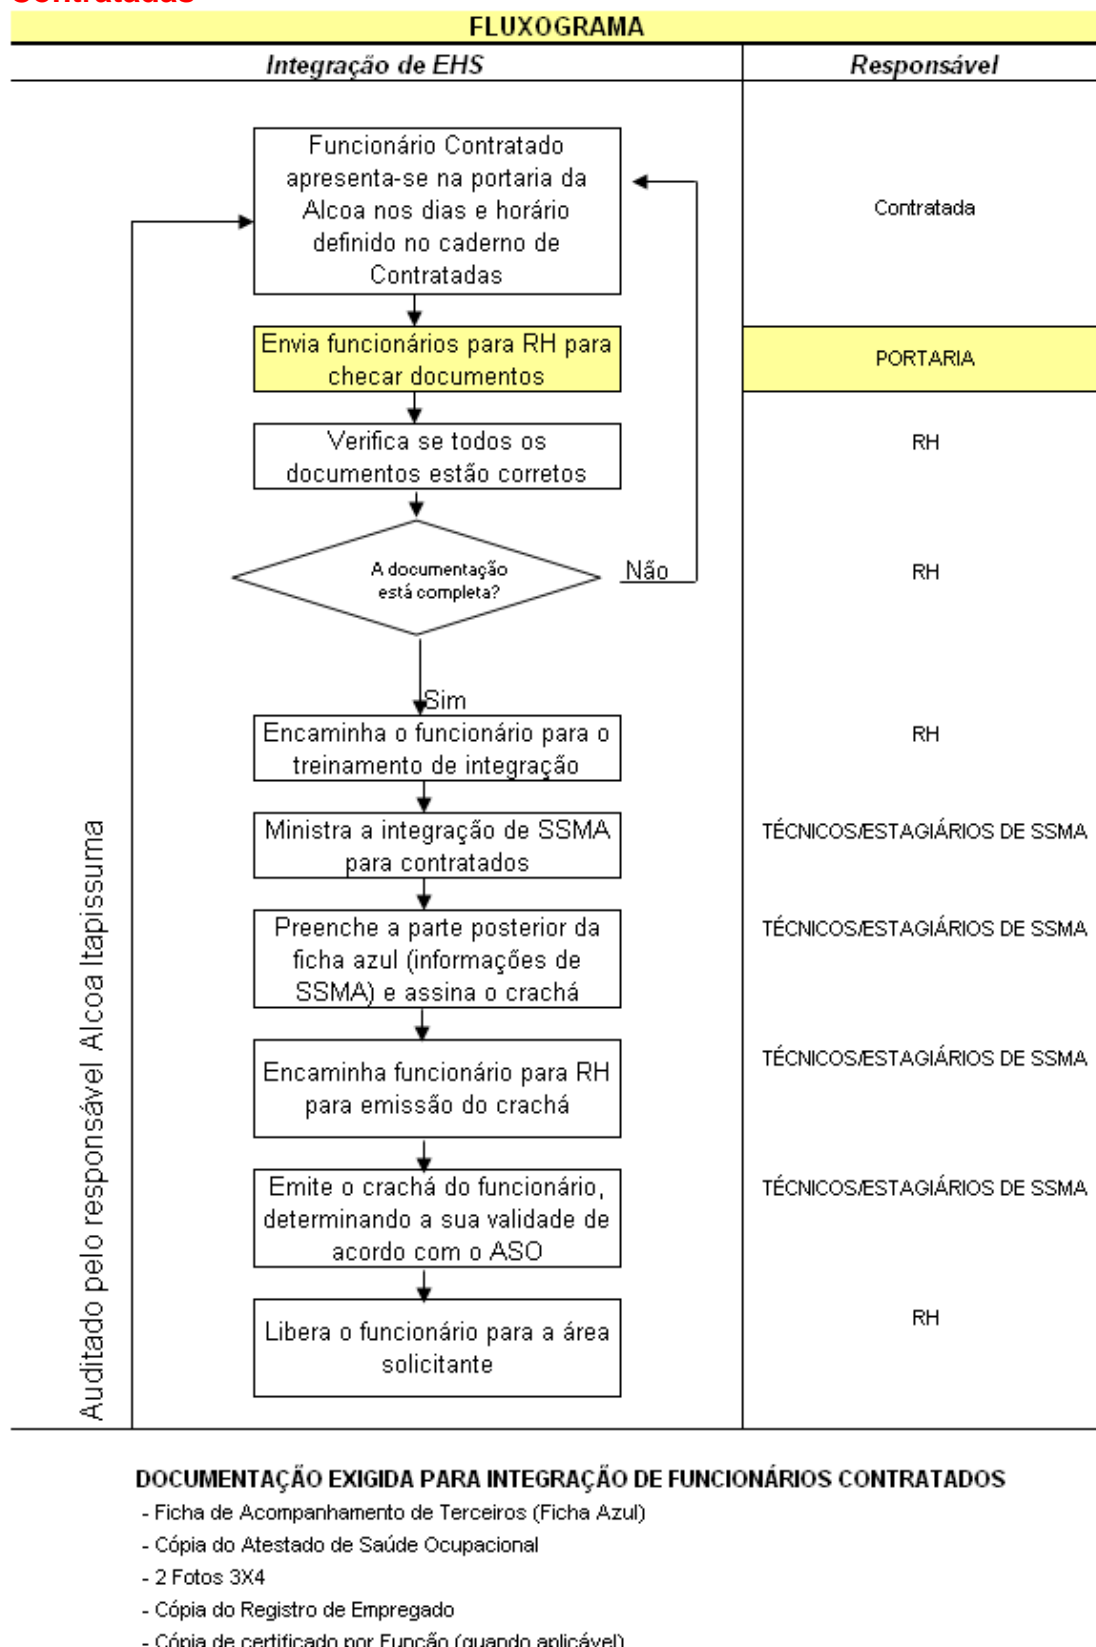 Contratadas
FLUXOGRAMA
Integração de EHS
Responsável
Funcionário Contratado
apresenta-se na portaria da
Alcoa nos dias e horário
definido no caderno de
Contratadas
Contratada
Envia funcionários para RH para
checar documentos
PORTARIA
Verifica se todos os
documentos estão corretos
RH
A documentação
está completa?
Não
RH
Sim
Encaminha o funcionário para o
treinamento de integração
RH
Ministra a integração de SSMA
para contratados
TÉCNICOS/ESTAGIÁRIOS DE SSMA
Preenche a parte posterior da
ficha azul (informações de
SSMA) e assina o crachá
TÉCNICOS/ESTAGIÁRIOS DE SSMA
Encaminha funcionário para RH
para emissão do crachá
TÉCNICOS/ESTAGIÁRIOS DE SSMA
Emite o crachá do funcionário,
determinando a sua validade de
acordo com o ASO
TÉCNICOS/ESTAGIÁRIOS DE SSMA
Libera o funcionário para a área
solicitante
RH
Auditado pelo responsável Alcoa Itapissuma
DOCUMENTAÇÃO EXIGIDA PARA INTEGRAÇÃO DE FUNCIONÁRIOS CONTRATADOS
- Ficha de Acompanhamento de Terceiros (Ficha Azul)
- Cópia do Atestado de Saúde Ocupacional
- 2 Fotos 3X4
- Cópia do Registro de Empregado
- Cópia de certificado por Função (quando aplicável)